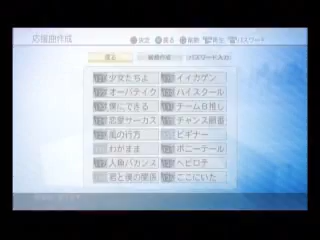 応援曲作成
決定 戻る 削除 再生 パスワード
戻る 新規作成 パスワード入力
少女たちよ イイカゲン
オーバテイク ハイスクール
僕にできる チームB推し
恋愛サーカス チャンス順番
風の行方 ビギナー
わがまま ポニーテール
人魚バカンス ヘビロテ
君と僕の関係 ここにいた